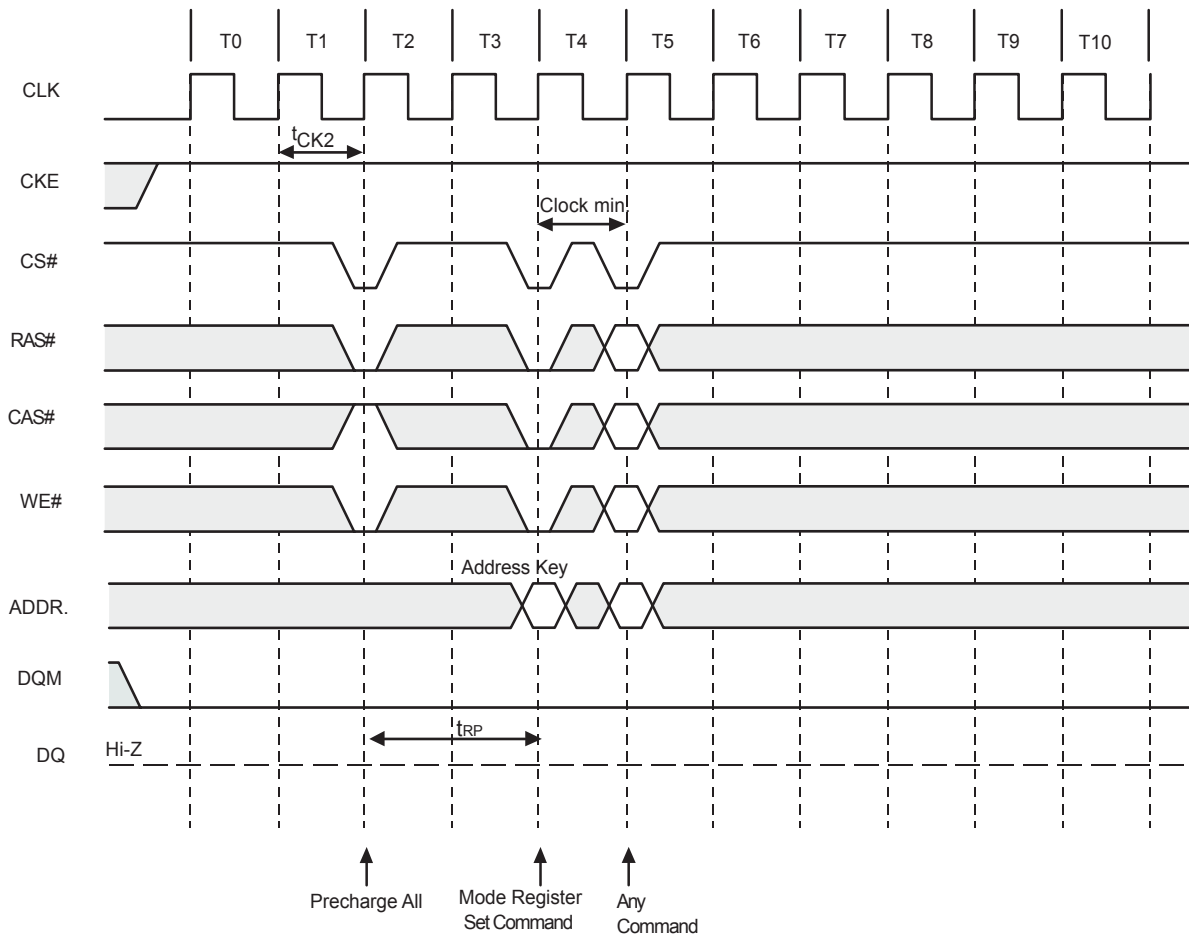 T0 T1 T2 T3 T4 T5 T6 T7 T8 T9 T10
CLK
tCK2
CKE
Clock min
CS#
RAS#
CAS#
WE#
Address Key
ADDR.
DQM
tRP
DQ Hi-Z
Precharge All
Mode Register
Set Command
Any
Command